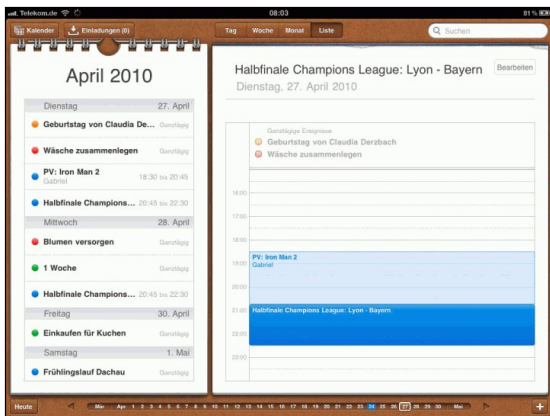 Telekom.de
08:03
81 %
Kalender
Einladungen (0)
Tag
Woche
Monat
Liste
Suchen
April 2010
Dienstag 27. April
Geburtstag von Claudia De... Ganztägig
Wäsche zusammenlegen Ganztägig
PV: Iron Man 2 18:30 bis 20:45
Gabriel
Halbfinale Champions... 20:45 bis 22:30
Mittwoch 28. April
Blumen versorgen Ganztägig
1 Woche Ganztägig
Halbfinale Champions... 20:45 bis 22:30
Freitag 30. April
Einkaufen für Kuchen Ganztägig
Samstag 1. Mai
Frühlingslauf Dachau Ganztägig
Halbfinale Champions League: Lyon - Bayern
Bearbeiten
Dienstag, 27. April 2010
Ganztägige Ereignisse
Geburtstag von Claudia Derzbach
Wäsche zusammenlegen
16:00
17:00
18:00
PV: Iron Man 2
Gabriel
19:00
20:00
21:00
Halbfinale Champions League: Lyon - Bayern
22:00
23:00
Heute
Mär Apr 1 2 3 4 5 6 7 8 9 10 11 12 13 14 15 16 17 18 19 20 21 22 23 24 25 26 27 28 29 30 Mai